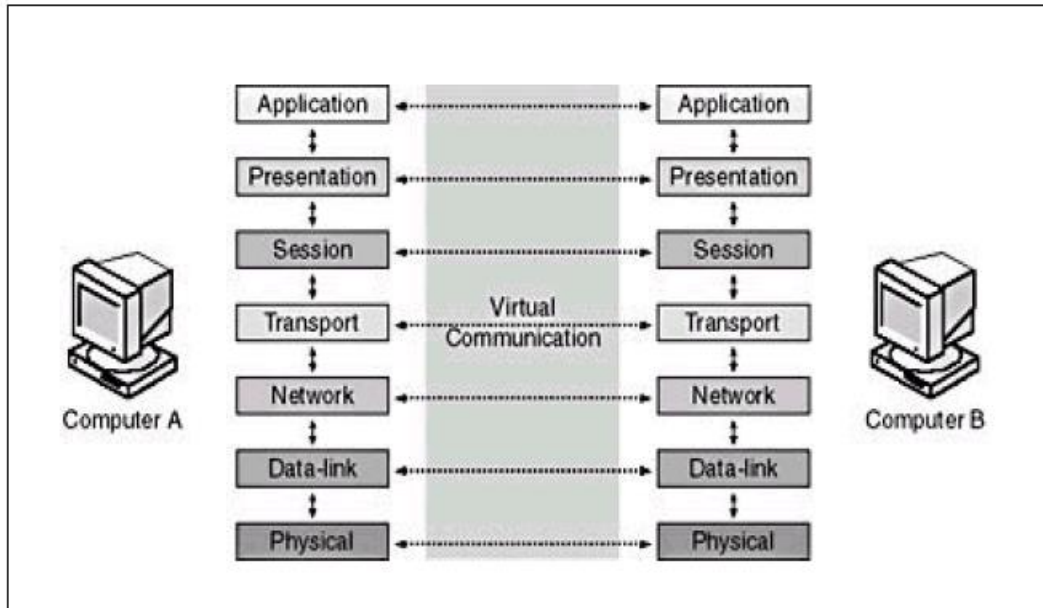 Application
Application
Presentation
Presentation
Session
Session
Transport
Virtual
Communication
Transport
Network
Network
Computer A
Computer B
Data-link
Data-link
Physical
Physical